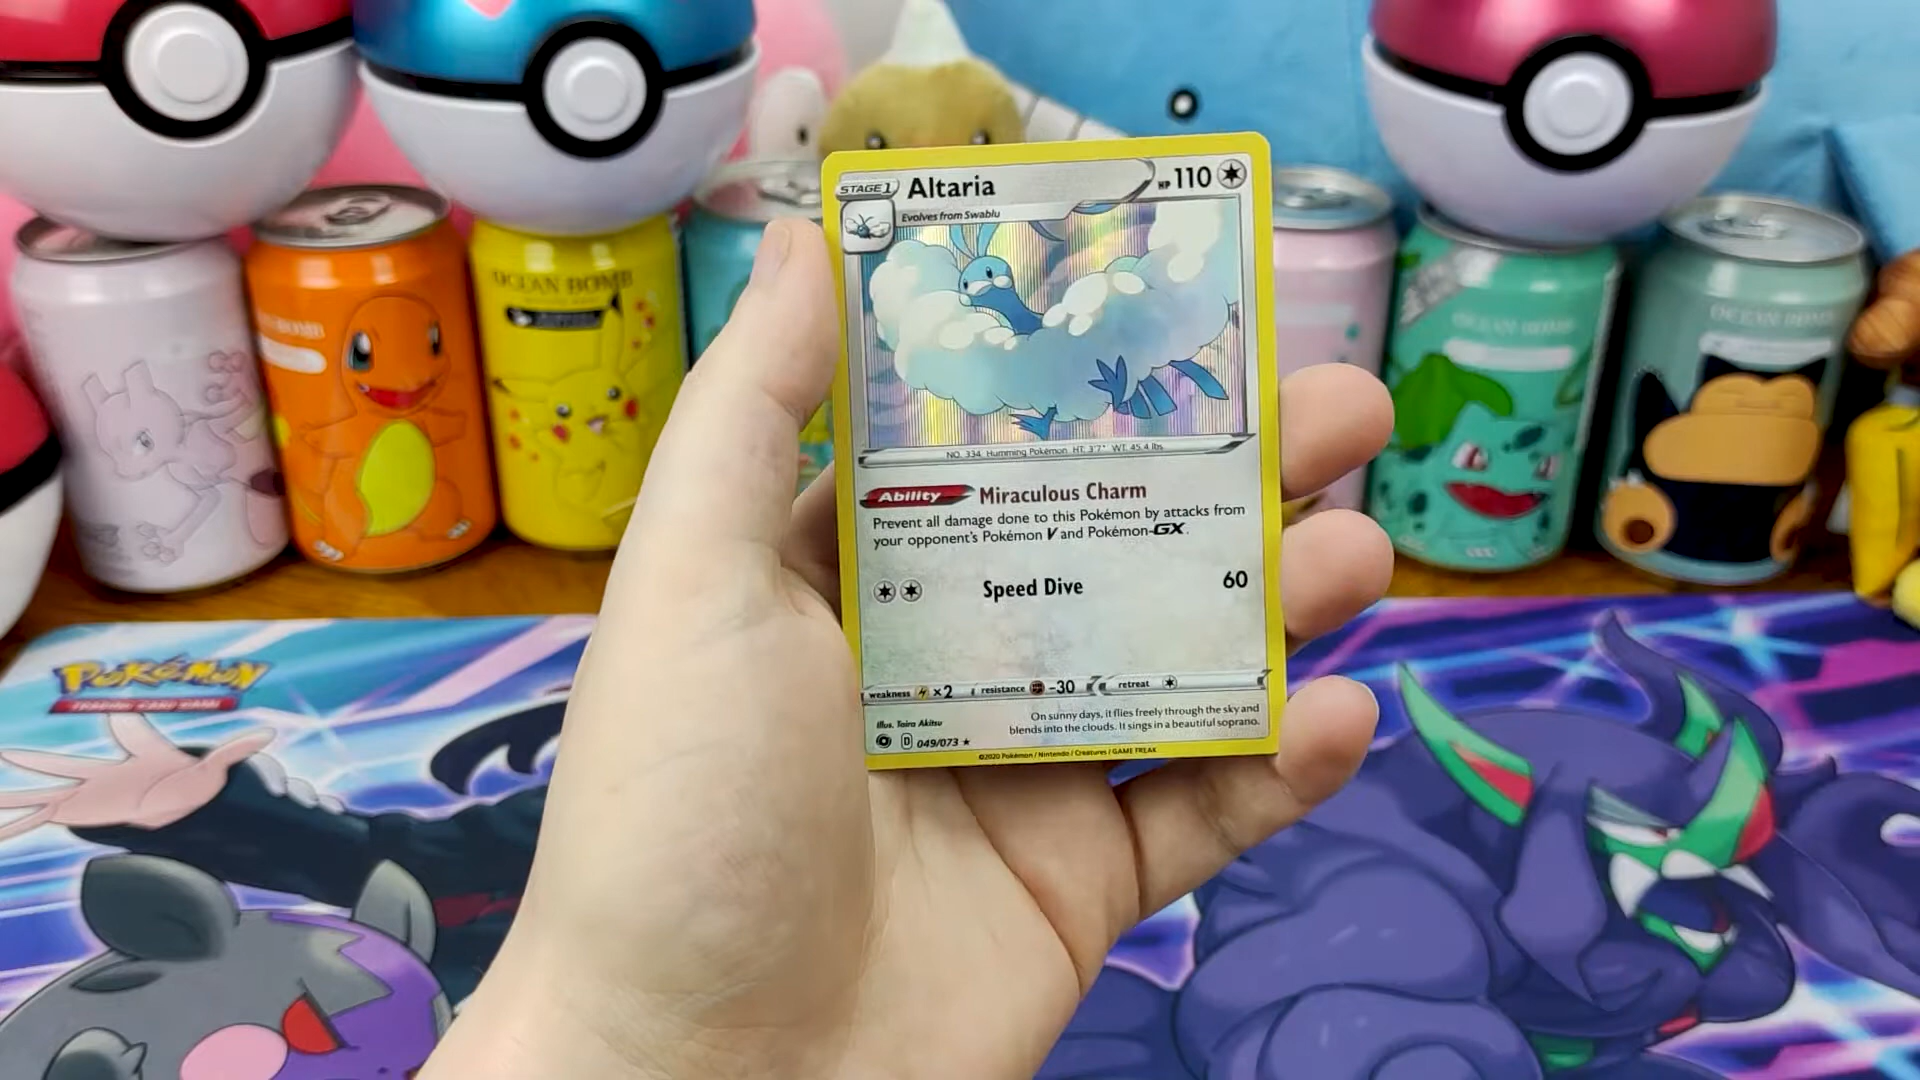 STAGE 1
Altaria
HP 110
Evolves from Swablu
NO. 334 Humming Pokémon HT: 3'7" WT: 45.4 lbs
Ability Miraculous Charm
Prevent all damage done to this Pokémon by attacks from
your opponent's Pokémon V and Pokémon-GX.
Speed Dive 60
weakness ×2 resistance -30 retreat
Illus. Taira Akitsu
On sunny days, it flies freely through the sky and
blends into the clouds. It sings in a beautiful soprano.
D 049/073
©2020 Pokémon / Nintendo / Creatures / GAME FREAK
OCEAN BOMB
OCEAN BOMB
OCEAN BOMB
POKÉMON
TRADING CARD GAME